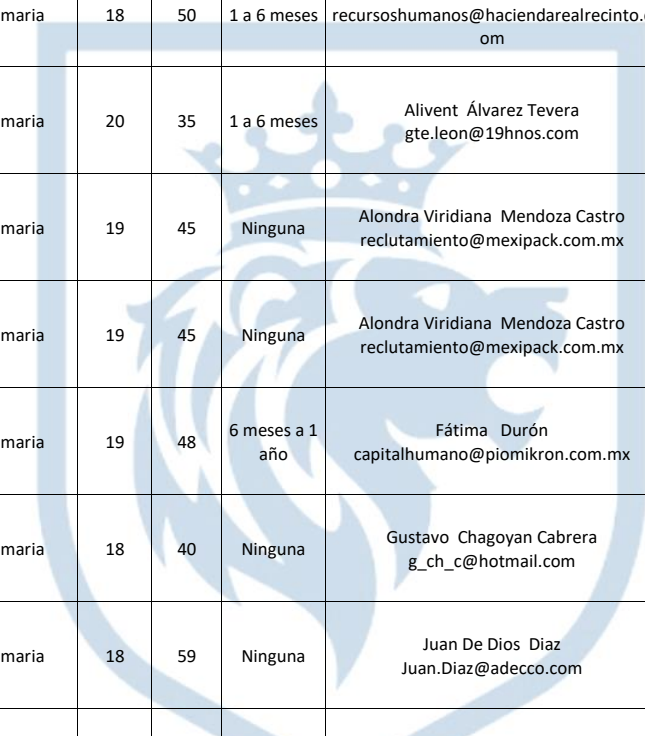 maria 18 50 1 a 6 meses recursoshumanos@haciendarealrecinto.c
om
maria 20 35 1 a 6 meses Alivent Álvarez Tevera
gte.leon@19hnos.com
maria 19 45 Ninguna Alondra Viridiana Mendoza Castro
reclutamiento@mexipack.com.mx
maria 19 45 Ninguna Alondra Viridiana Mendoza Castro
reclutamiento@mexipack.com.mx
maria 19 48 6 meses a 1
año
Fátima Durón
capitalhumano@piomikron.com.mx
maria 18 40 Ninguna Gustavo Chagoyan Cabrera
g_ch_c@hotmail.com
maria 18 59 Ninguna Juan De Dios Diaz
Juan.Diaz@adecco.com